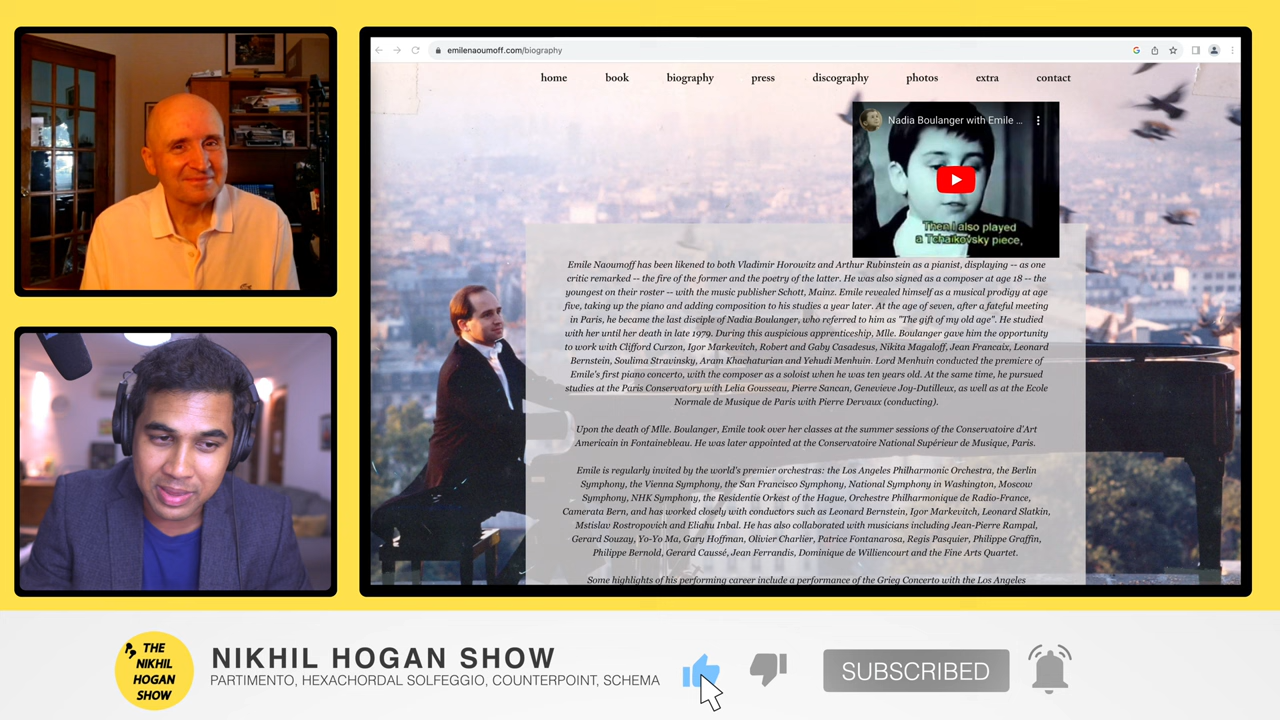 emilenaoumoff.com/biography
home book biography press discography photos extra contact
Nadia Boulanger with Emile ...
Then I also played
a Tchaikovsky piece,
Emile Naoumoff has been likened to both Vladimir Horowitz and Arthur Rubinstein as a pianist, displaying -- as one
critic remarked -- the fire of the former and the poetry of the latter. He was also signed as a composer at age 18 -- the
youngest on their roster -- with the music publisher Schott, Mainz. Emile revealed himself as a musical prodigy at age
five, taking up the piano and adding composition to his studies a year later. At the age of seven, after a fateful meeting
in Paris, he became the last disciple of Nadia Boulanger, who referred to him as "The gift of my old age". He studied
with her until her death in late 1979. During this auspicious apprenticeship, Mlle. Boulanger gave him the opportunity
to work with Clifford Curzon, Igor Markevitch, Robert and Gaby Casadesus, Nikita Magaloff, Jean Francaix, Leonard
Bernstein, Soulima Stravinsky, Aram Khachaturian and Yehudi Menhuin. Lord Menhuin conducted the premiere of
Emile's first piano concerto, with the composer as a soloist when he was ten years old. At the same time, he pursued
studies at the Paris Conservatory with Lelia Gousseau, Pierre Sancan, Genevieve Joy-Dutilleux, as well as at the Ecole
Normale de Musique de Paris with Pierre Dervaux (conducting).
Upon the death of Mlle. Boulanger, Emile took over her classes at the summer sessions of the Conservatoire d'Art
Americain in Fontainebleau. He was later appointed at the Conservatoire National Supérieur de Musique, Paris.
Emile is regularly invited by the world's premier orchestras: the Los Angeles Philharmonic Orchestra, the Berlin
Symphony, the Vienna Symphony, the San Francisco Symphony, National Symphony in Washington, Moscow
Symphony, NHK Symphony, the Residentie Orkest of the Hague, Orchestre Philharmonique de Radio-France,
Camerata Bern, and has worked closely with conductors such as Leonard Bernstein, Igor Markevitch, Leonard Slatkin,
Mstislav Rostropovich and Eliahu Inbal. He has also collaborated with musicians including Jean-Pierre Rampal,
Gerard Souzay, Yo-Yo Ma, Gary Hoffman, Olivier Charlier, Patrice Fontanarosa, Regis Pasquier, Philippe Graffin,
Philippe Bernold, Gerard Caussé, Jean Ferrandis, Dominique de Williencourt and the Fine Arts Quartet.
Some highlights of his performing career include a performance of the Grieg Concerto with the Los Angeles
THE
NIKHIL
HOGAN
SHOW
NIKHIL HOGAN SHOW
PARTIMENTO, HEXACHORDAL SOLFEGGIO, COUNTERPOINT, SCHEMA
SUBSCRIBED